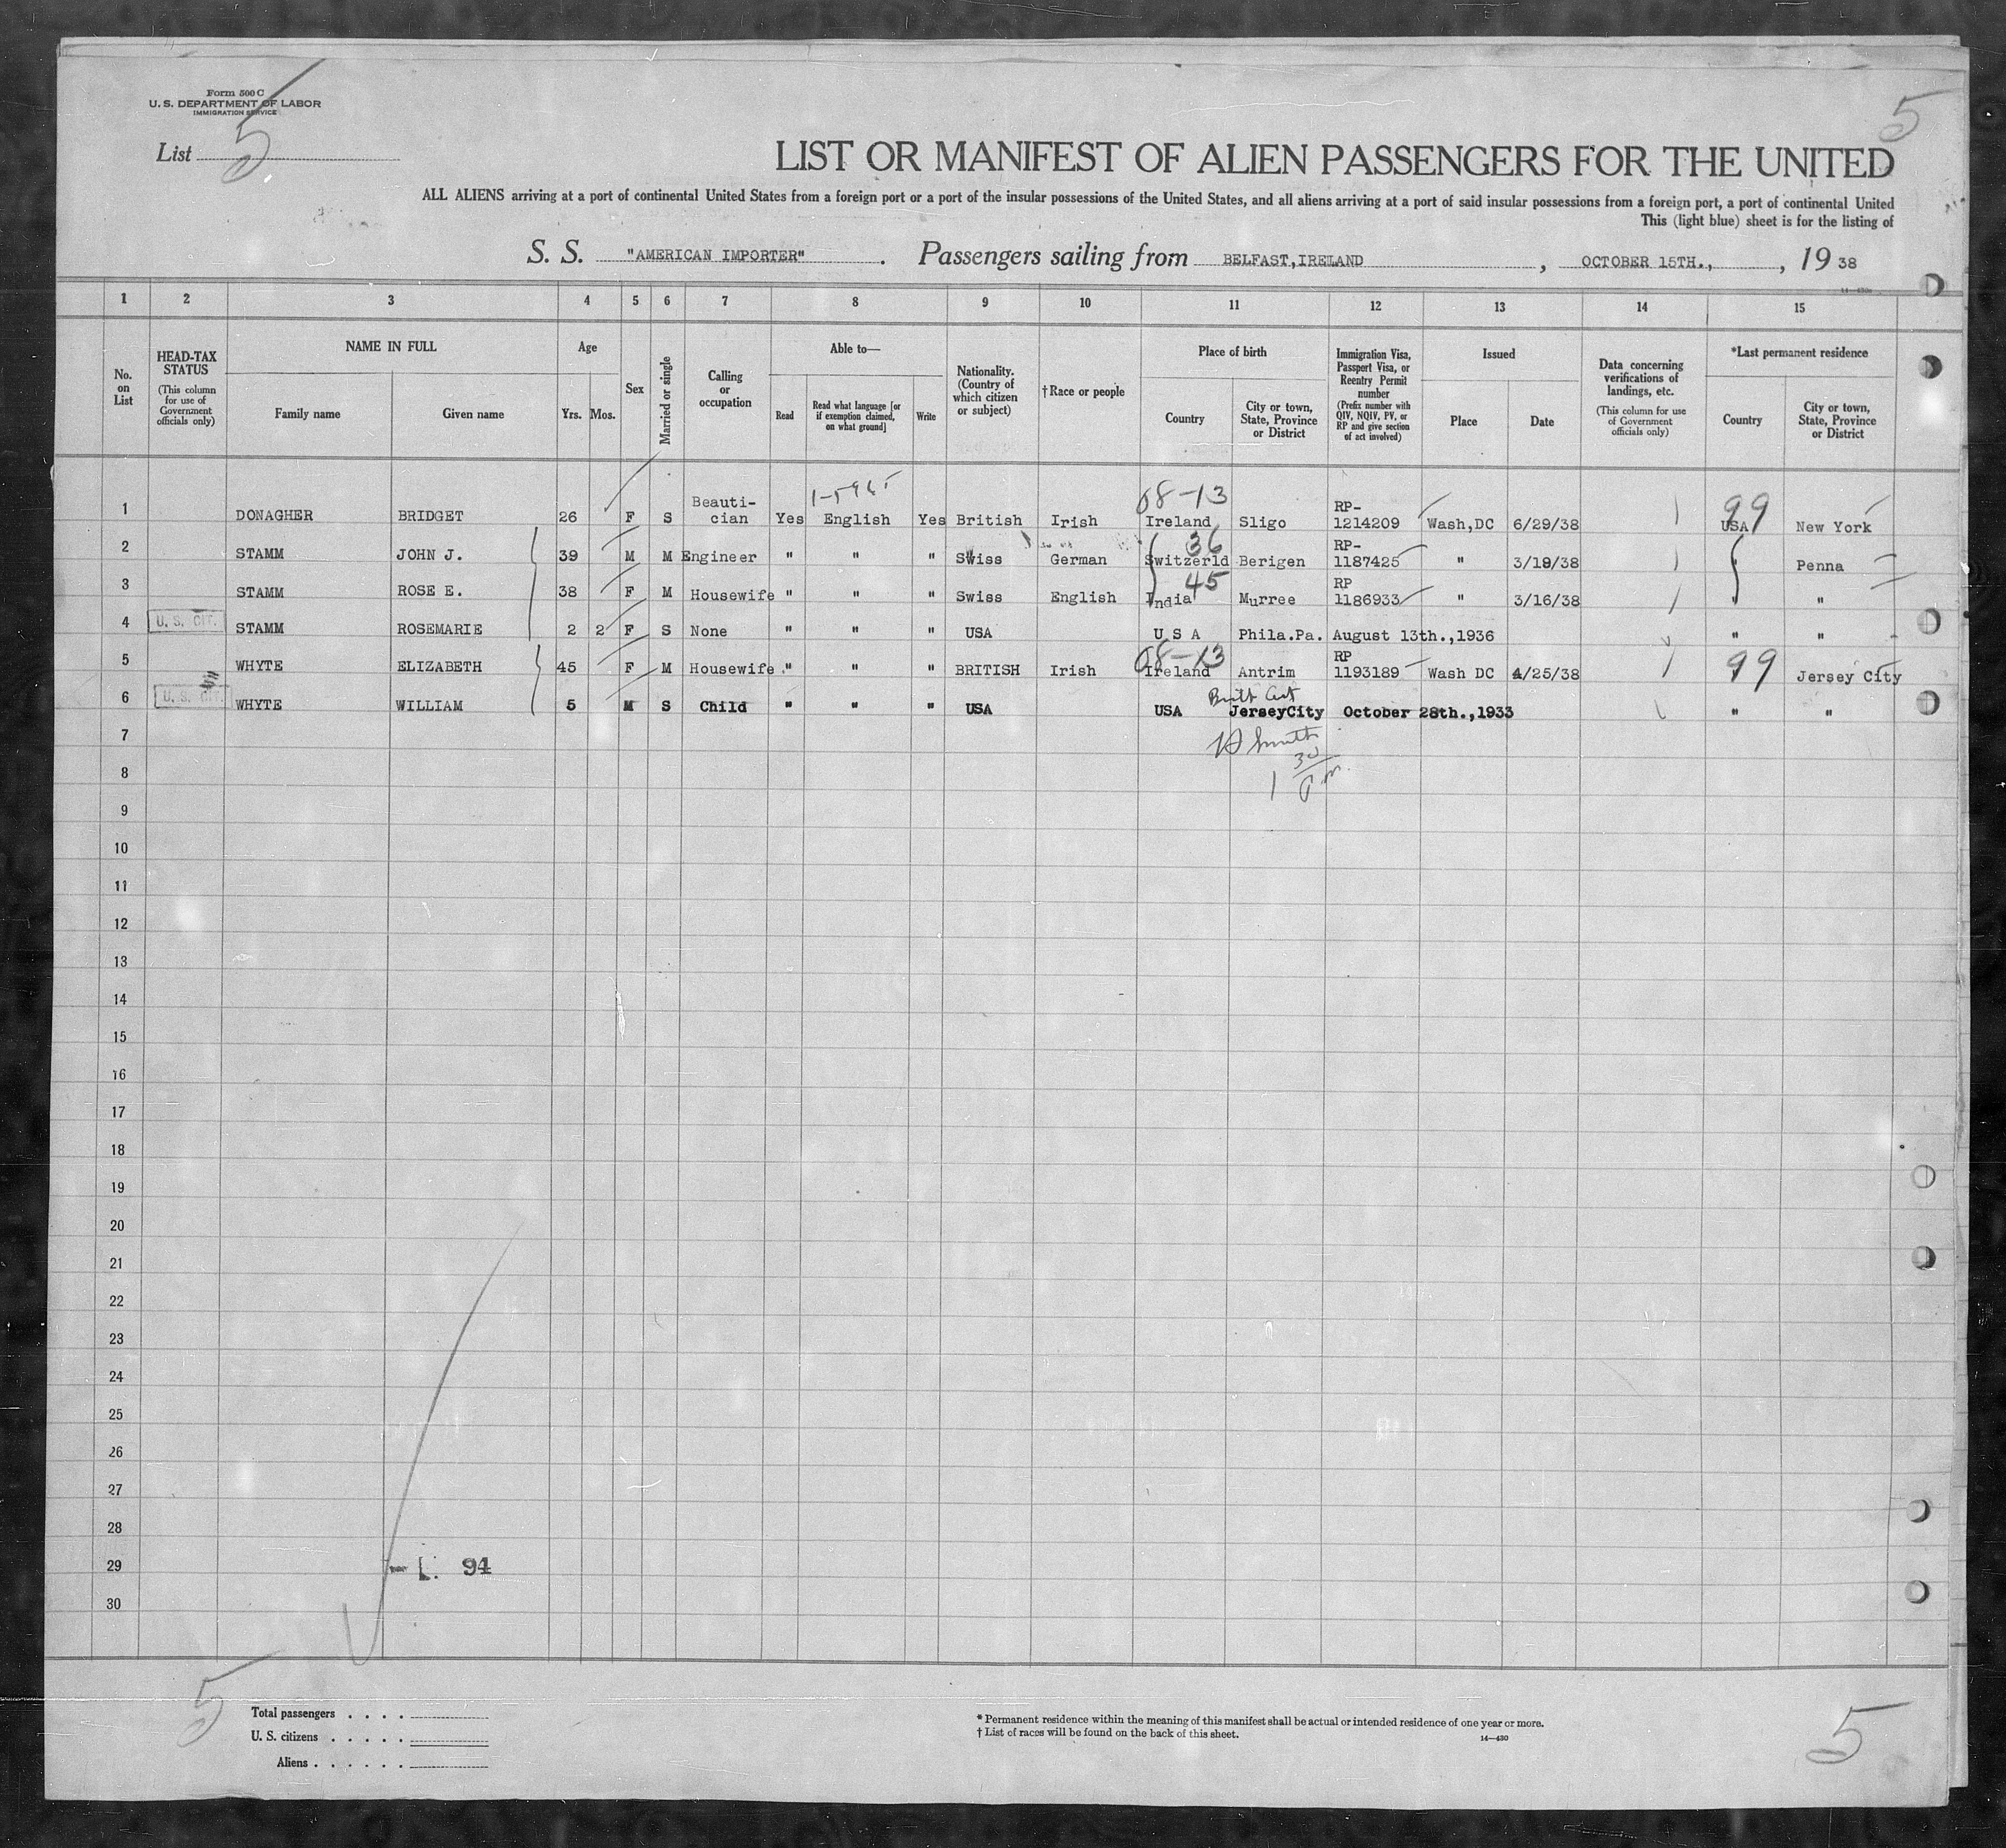 Form 500 C
U. S. DEPARTMENT OF LABOR
IMMIGRATION SERVICE
List 5
5
LIST OR MANIFEST OF ALIEN PASSENGERS FOR THE UNITED
ALL ALIENS arriving at a port of continental United States from a foreign port or a port of the insular possessions of the United States, and all aliens arriving at a port of said insular possessions from a foreign port, a port of continental United
This (light blue) sheet is for the listing of
S. S. "AMERICAN IMPORTER" . Passengers sailing from BELFAST,IRELAND , OCTOBER 15TH., , 19 38
1 2 3 4 5 6 7 8 9 10 11 12 13 14 15
No. on List
HEAD-TAX STATUS (This column for use of Government officials only)
NAME IN FULL Family name Given name
Age Yrs. Mos.
Sex
Married or single
Calling or occupation
Able to— Read Read what language [or if exemption claimed, on what ground] Write
Nationality. (Country of which citizen or subject)
† Race or people
Place of birth Country City or town, State, Province or District
Immigration Visa, Passport Visa, or Reentry Permit number (Prefix number with QIV, NQIV, PV, or RP and give section of act involved)
Issued Place Date
Data concerning verifications of landings, etc. (This column for use of Government officials only)
*Last permanent residence Country City or town, State, Province or District
08-13
99
1 DONAGHER BRIDGET 26 F S Beauti-cian Yes English Yes British Irish Ireland Sligo RP-1214209 Wash,DC 6/29/38 USA New York
36
2 STAMM JOHN J. 39 M M Engineer " " " Swiss German Switzerld Berigen RP-1187425 " 3/19/38 " Penna
45
3 STAMM ROSE E. 38 F M Housewife " " " Swiss English India Murree RP 1186933 " 3/16/38 " "
4 U. S. CIT. STAMM ROSEMARIE 2 2 F S None " " " USA U S A Phila.Pa. August 13th.,1936 " "
08-13
5 WHYTE ELIZABETH 45 F M Housewife " " " BRITISH Irish Ireland Antrim RP 1193189 Wash DC 4/25/38 99 Jersey City
6 U. S. CIT. WHYTE WILLIAM 5 M S Child " " " USA USA JerseyCity October 28th.,1933 " "
7
30
8
1 P.m.
9
10
11
12
13
14
15
16
17
18
19
20
21
22
23
24
25
26
27
28
29 94
30
5
Total passengers . . . .
U. S. citizens . . . . .
Aliens . . . . . .
* Permanent residence within the meaning of this manifest shall be actual or intended residence of one year or more.
† List of races will be found on the back of this sheet.
14—430
5